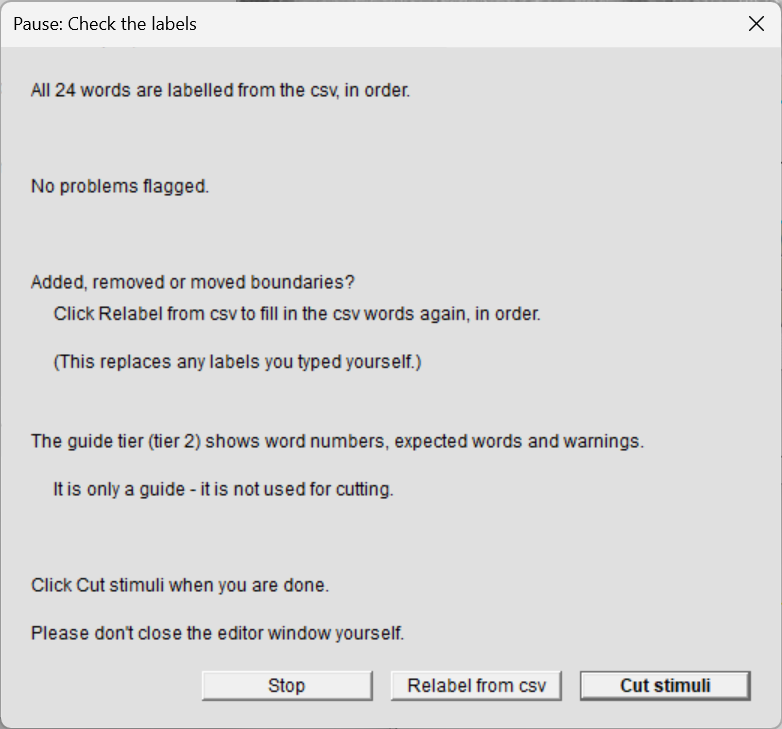 Pause: Check the labels
All 24 words are labelled from the csv, in order.
No problems flagged.
Added, removed or moved boundaries?
Click Relabel from csv to fill in the csv words again, in order.
(This replaces any labels you typed yourself.)
The guide tier (tier 2) shows word numbers, expected words and warnings.
It is only a guide - it is not used for cutting.
Click Cut stimuli when you are done.
Please don't close the editor window yourself.
Stop
Relabel from csv
Cut stimuli